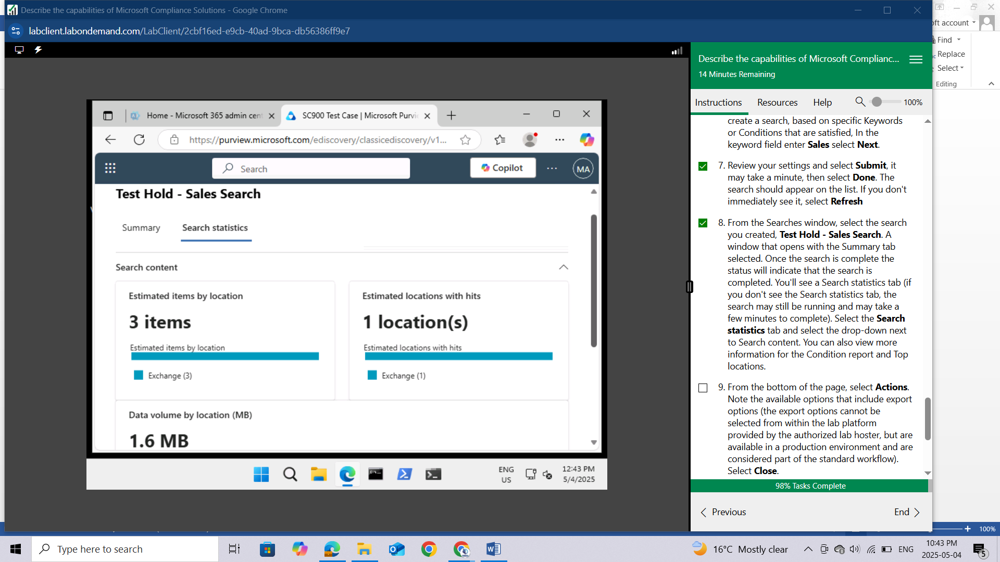 Describe the capabilities of Microsoft Compliance Solutions - Google Chrome
labclient.labondemand.com/LabClient/2cbf16ed-e9cb-40ad-9bca-db56386ff9e7
oft account
Find
Replace
Select
Editing
Home - Microsoft 365 admin cent
SC900 Test Case | Microsoft Purvie
https://purview.microsoft.com/ediscovery/classicediscovery/v1...
Search
Copilot
MA
Test Hold - Sales Search
Summary
Search statistics
Search content
Estimated items by location
3 items
Estimated items by location
Exchange (3)
Estimated locations with hits
1 location(s)
Estimated locations with hits
Exchange (1)
Data volume by location (MB)
1.6 MB
ENG
US
12:43 PM
5/4/2025
Describe the capabilities of Microsoft Complianc...
14 Minutes Remaining
Instructions
Resources
Help
100%
create a search, based on specific Keywords
or Conditions that are satisfied, In the
keyword field enter Sales select Next.
7. Review your settings and select Submit, it
may take a minute, then select Done. The
search should appear on the list. If you don't
immediately see it, select Refresh
8. From the Searches window, select the search
you created, Test Hold - Sales Search. A
window that opens with the Summary tab
selected. Once the search is complete the
status will indicate that the search is
completed. You'll see a Search statistics tab (if
you don't see the Search statistics tab, the
search may still be running and may take a
few minutes to complete). Select the Search
statistics tab and select the drop-down next
to Search content. You can also view more
information for the Condition report and Top
locations.
9. From the bottom of the page, select Actions.
Note the available options that include export
options (the export options cannot be
selected from within the lab platform
provided by the authorized lab hoster, but are
available in a production environment and are
considered part of the standard workflow).
Select Close.
98% Tasks Complete
Previous
End
100%
Type here to search
16°C Mostly clear
ENG
10:43 PM
2025-05-04
5